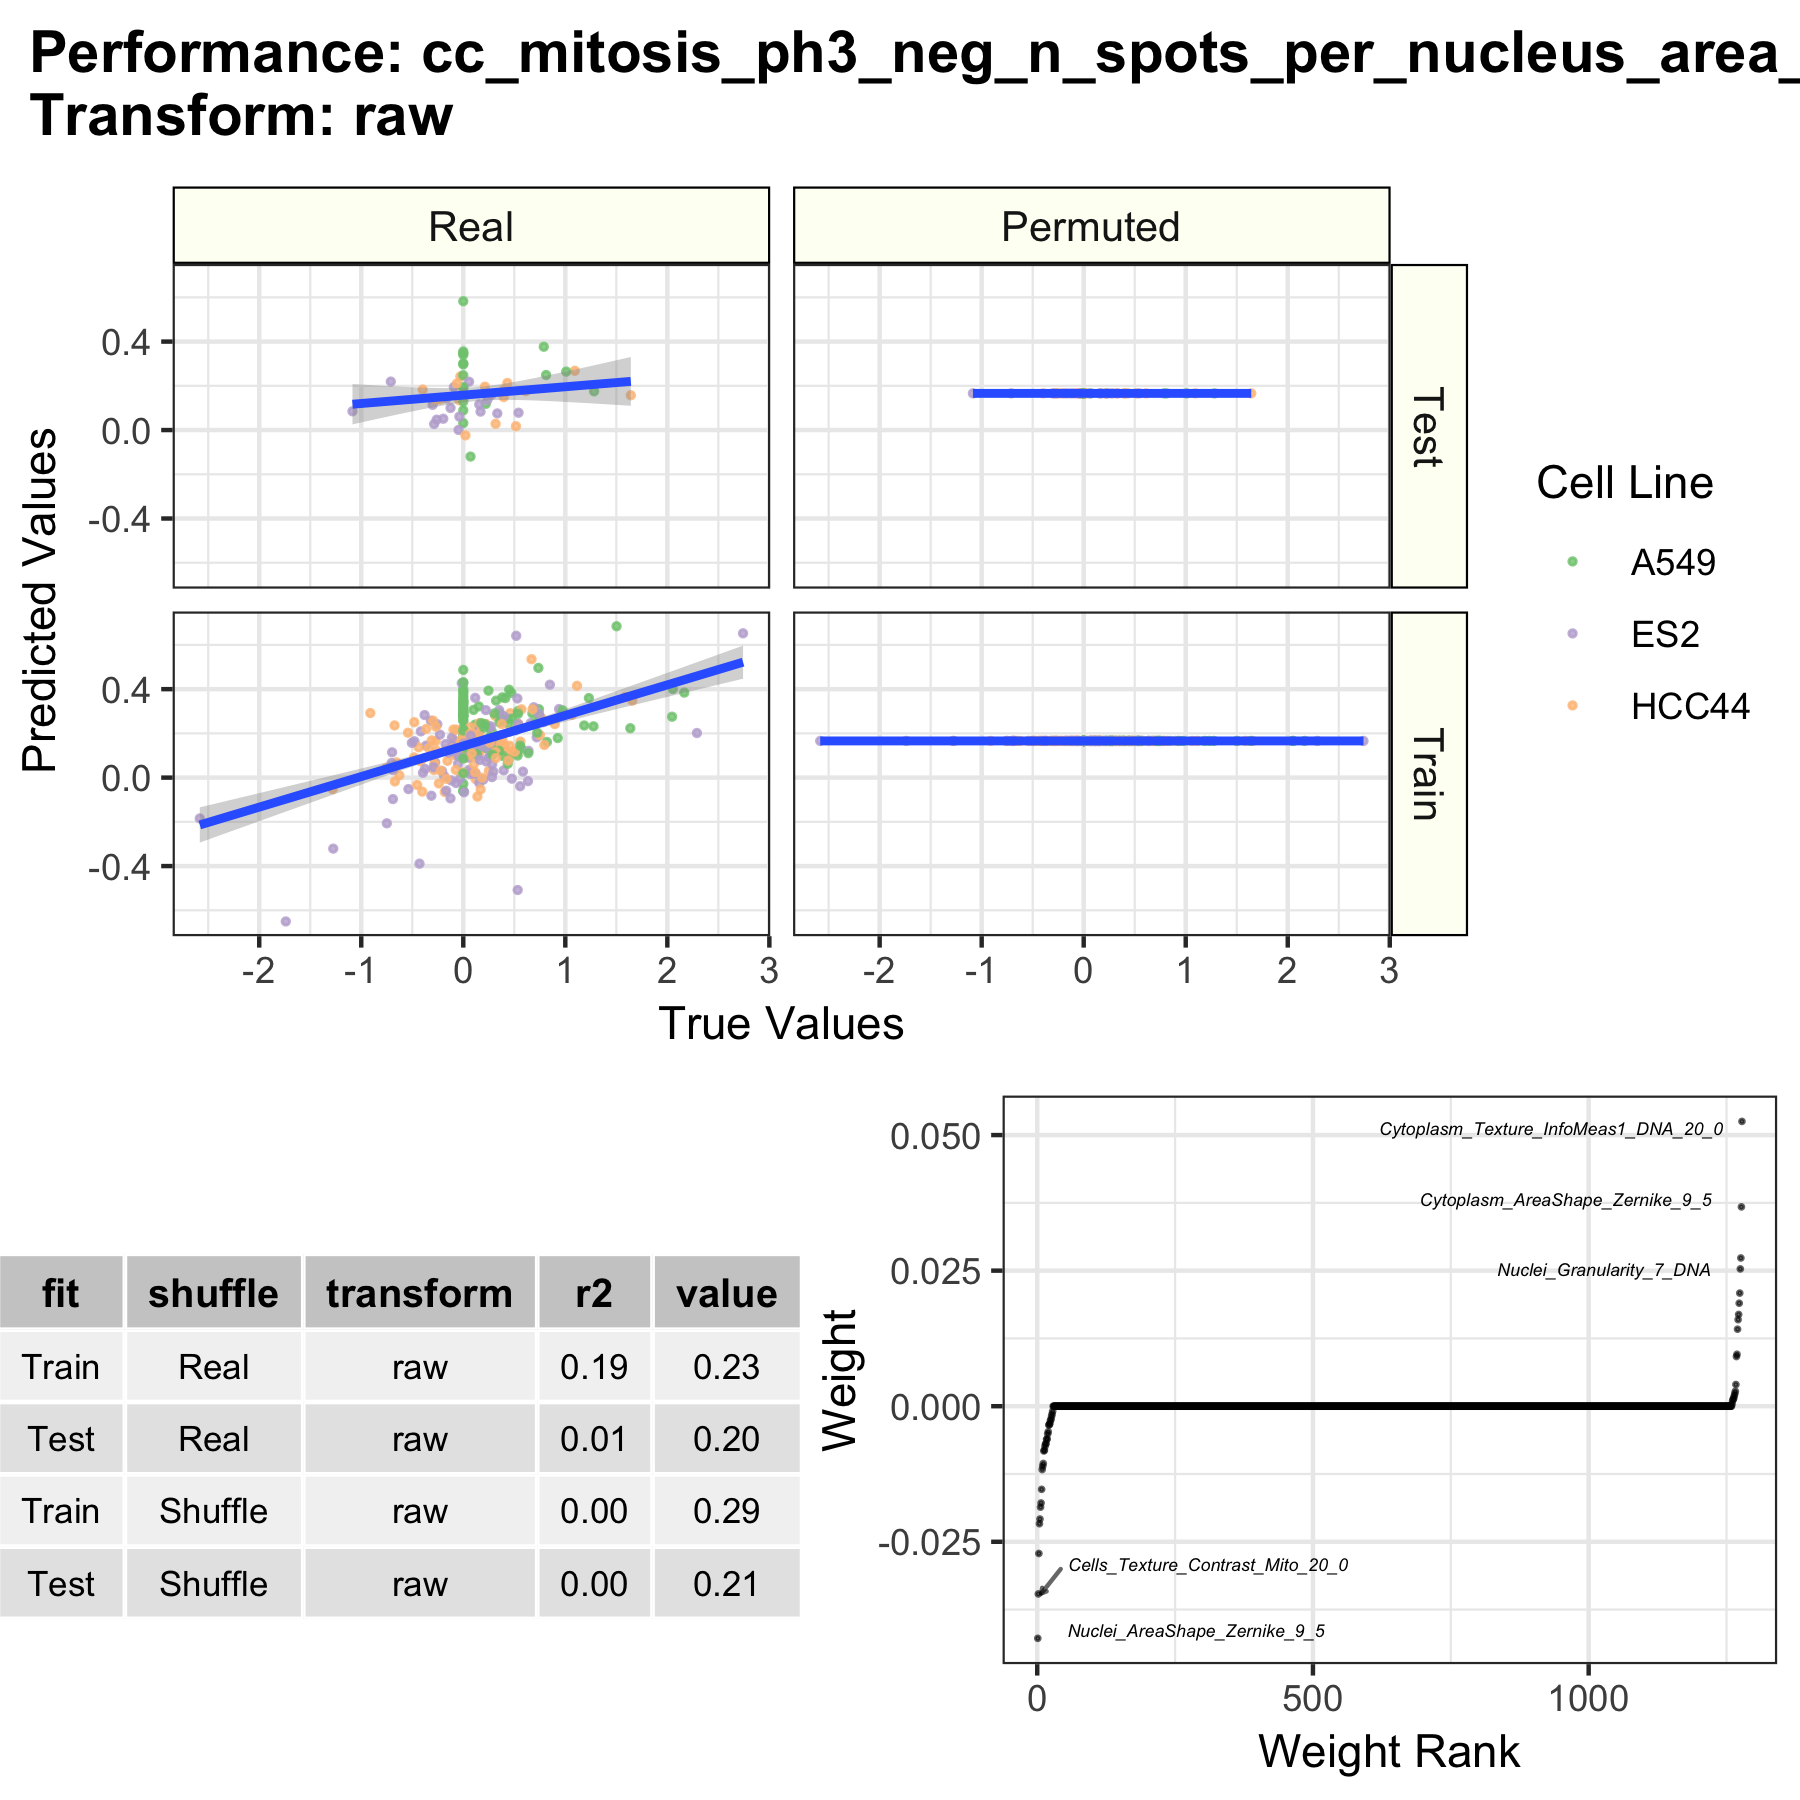 Performance: cc_mitosis_ph3_neg_n_spots_per_nucleus_area_
Transform: raw
Real
Permuted
0.4
0.0
-0.4
Test
0.4
0.0
-0.4
Train
-2 -1 0 1 2 3
-2 -1 0 1 2 3
True Values
Predicted Values
Cell Line
A549
ES2
HCC44
fit shuffle transform r2 value
Train Real raw 0.19 0.23
Test Real raw 0.01 0.20
Train Shuffle raw 0.00 0.29
Test Shuffle raw 0.00 0.21
Weight
0.050
0.025
0.000
-0.025
Cytoplasm_Texture_InfoMeas1_DNA_20_0
Cytoplasm_AreaShape_Zernike_9_5
Nuclei_Granularity_7_DNA
Cells_Texture_Contrast_Mito_20_0
Nuclei_AreaShape_Zernike_9_5
0 500 1000
Weight Rank